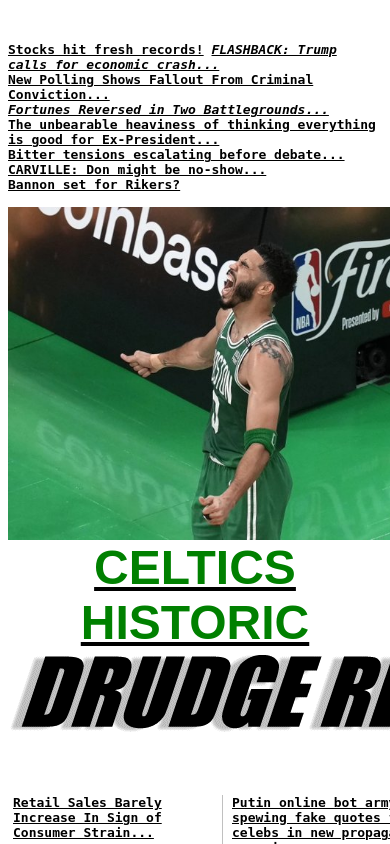 Stocks hit fresh records! FLASHBACK: Trump
calls for economic crash...
New Polling Shows Fallout From Criminal
Conviction...
Fortunes Reversed in Two Battlegrounds...
The unbearable heaviness of thinking everything
is good for Ex-President...
Bitter tensions escalating before debate...
CARVILLE: Don might be no-show...
Bannon set for Rikers?
coinbase
Fin
NBA
Presented by
BOSTON
0
CELTICS
HISTORIC
DRUDGE RE
Retail Sales Barely
Increase In Sign of
Consumer Strain...
Putin online bot army
spewing fake quotes
celebs in new propag